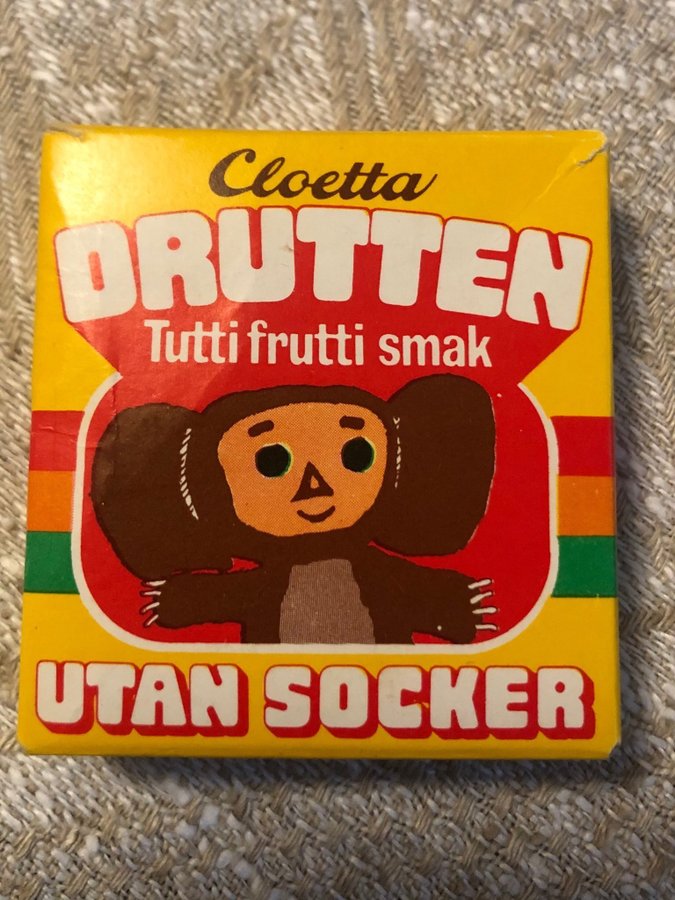 Cloetta
DRUTTEN
Tutti frutti smak
UTAN SOCKER